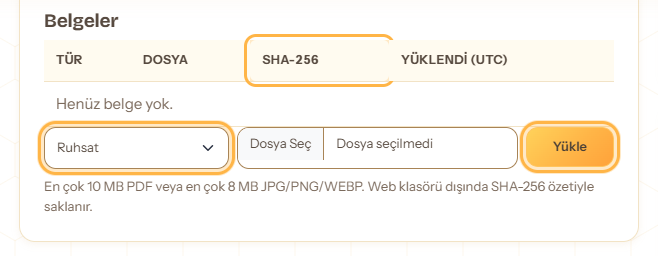 Belgeler
TÜR DOSYA SHA-256 YÜKLENDİ (UTC)
Henüz belge yok.
Ruhsat Dosya Seç Dosya seçilmedi Yükle
En çok 10 MB PDF veya en çok 8 MB JPG/PNG/WEBP. Web klasörü dışında SHA-256 özetiyle
saklanır.